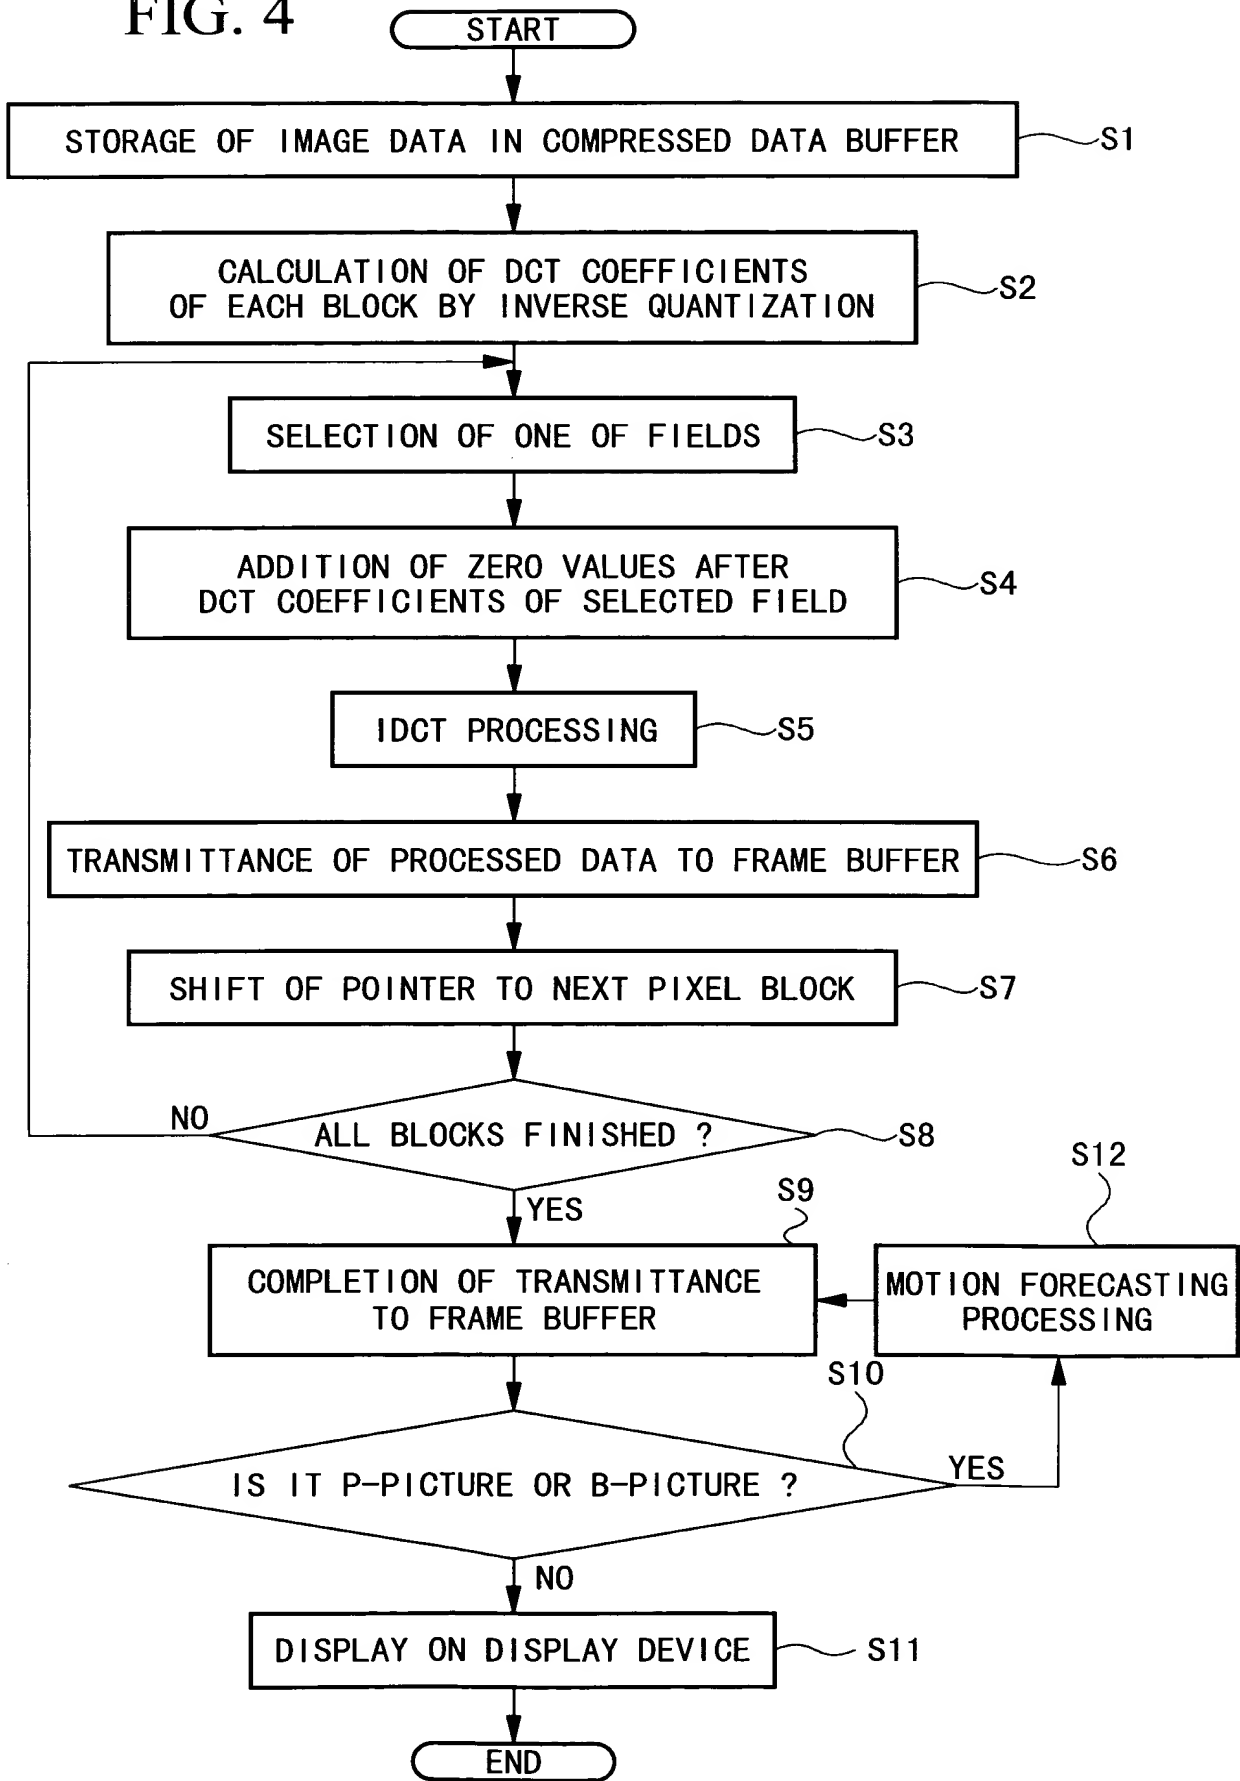 FIG. 4
START
STORAGE OF IMAGE DATA IN COMPRESSED DATA BUFFER
S1
CALCULATION OF DCT COEFFICIENTS
OF EACH BLOCK BY INVERSE QUANTIZATION
S2
SELECTION OF ONE OF FIELDS
S3
ADDITION OF ZERO VALUES AFTER
DCT COEFFICIENTS OF SELECTED FIELD
S4
IDCT PROCESSING
S5
TRANSMITTANCE OF PROCESSED DATA TO FRAME BUFFER
S6
SHIFT OF POINTER TO NEXT PIXEL BLOCK
S7
NO
ALL BLOCKS FINISHED ?
S8
YES
S9
S12
COMPLETION OF TRANSMITTANCE
TO FRAME BUFFER
MOTION FORECASTING
PROCESSING
S10
IS IT P-PICTURE OR B-PICTURE ?
YES
NO
DISPLAY ON DISPLAY DEVICE
S11
END